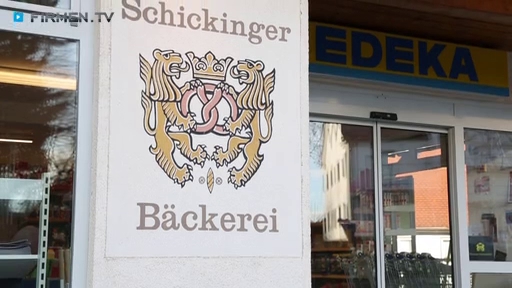 FIRMEN.TV
Schickinger
EDEKA
Bäckerei